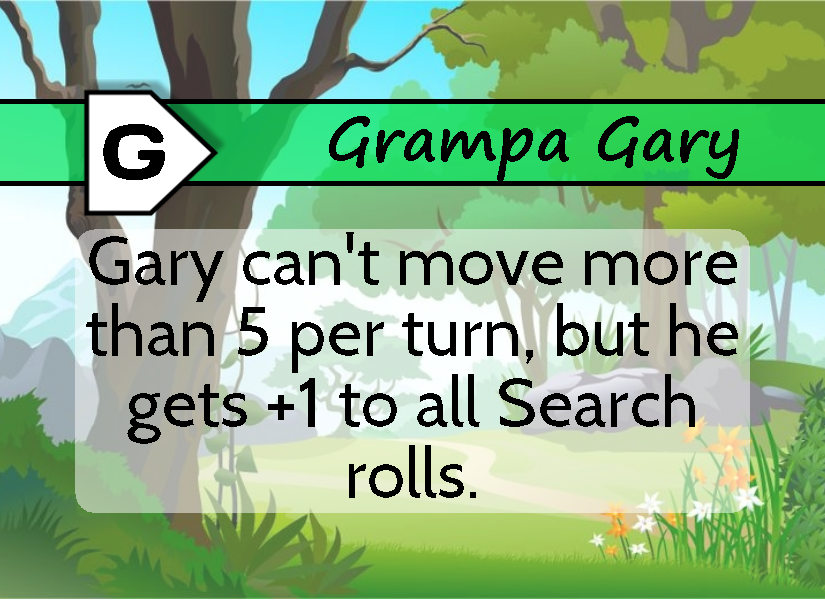 G
Grampa Gary
Gary can't move more
than 5 per turn, but he
gets +1 to all Search
rolls.